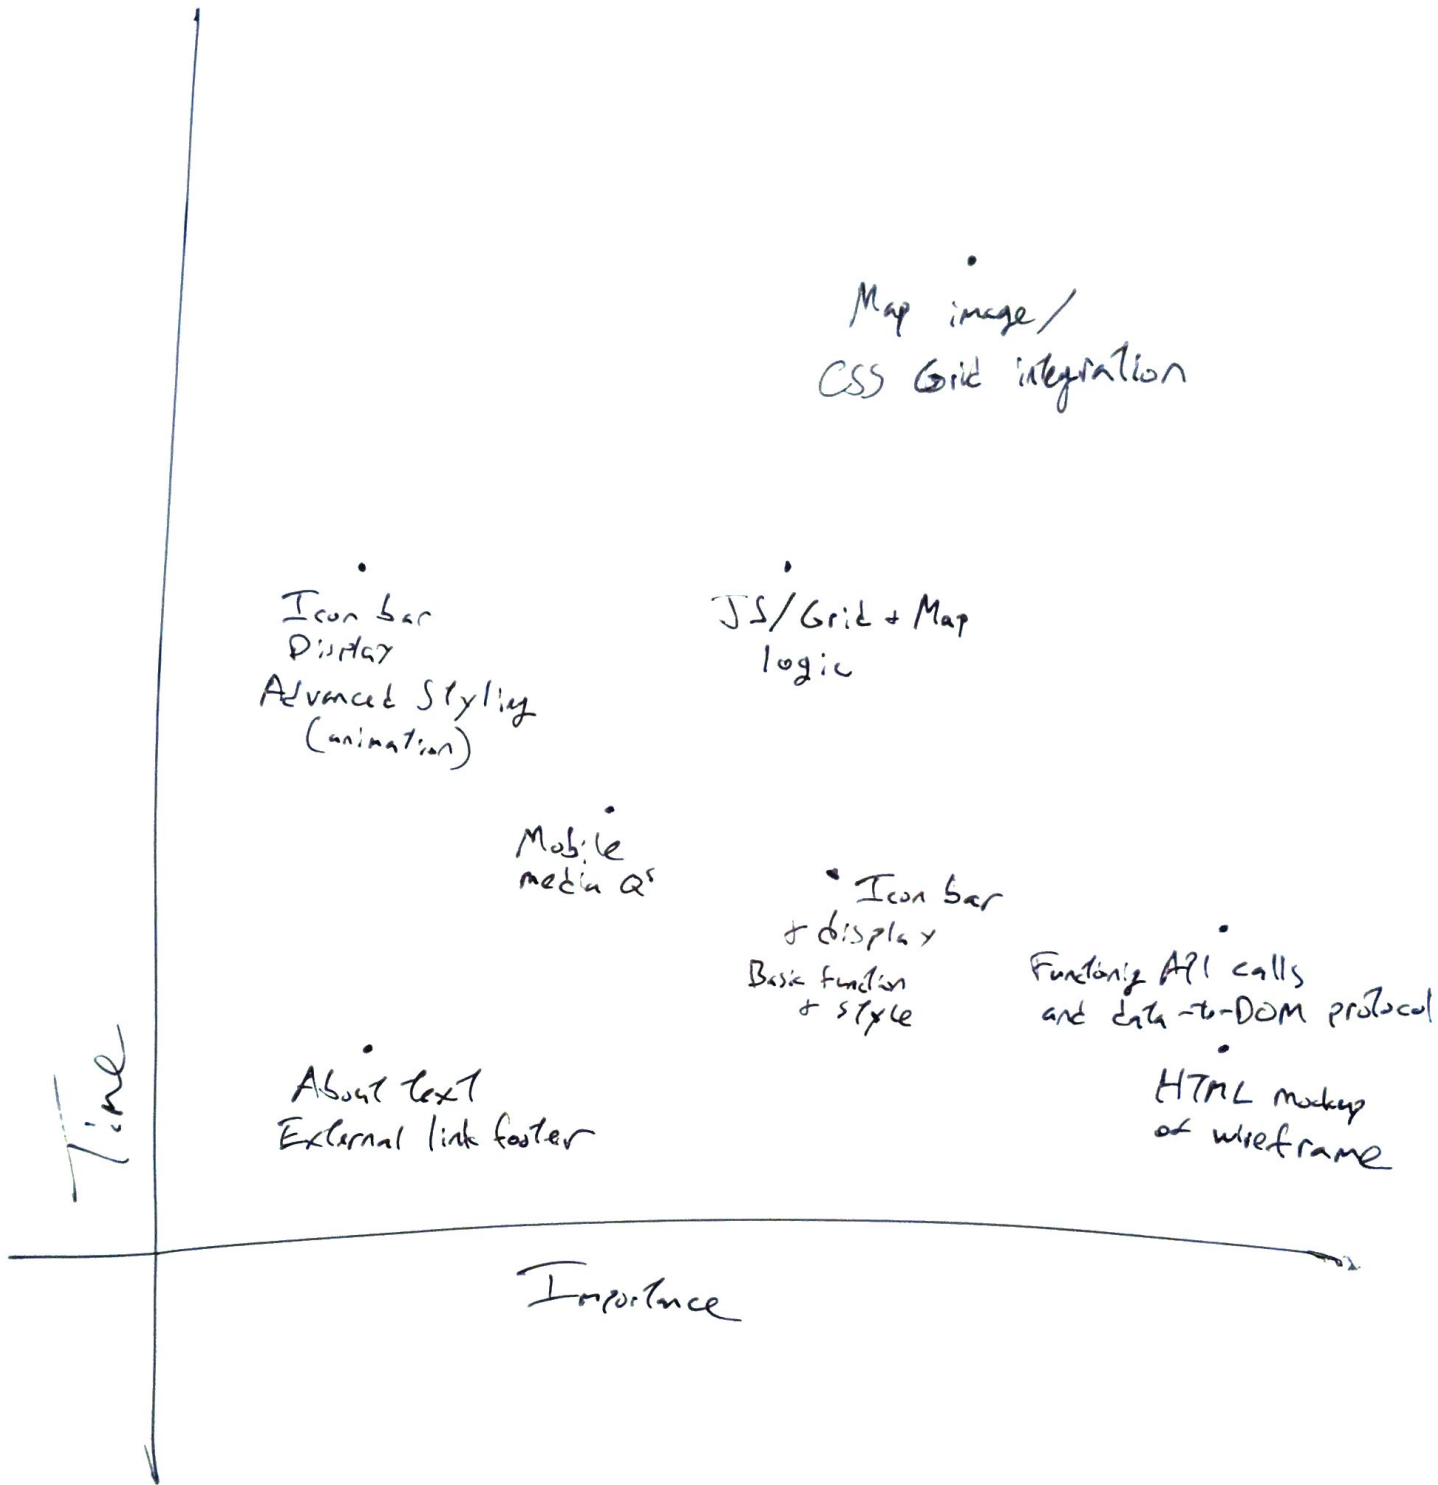 Map image/
CSS Grid integration
Icon bar
Display
Advanced Styling
(animation)
JS/Grid + Map
logic
Mobile
media Qs
Icon bar
+ display
Basic function
+ style
Functioning API calls
and data-to-DOM protocol
About text
External link footer
HTML mockup
of wireframe
Time
Importance